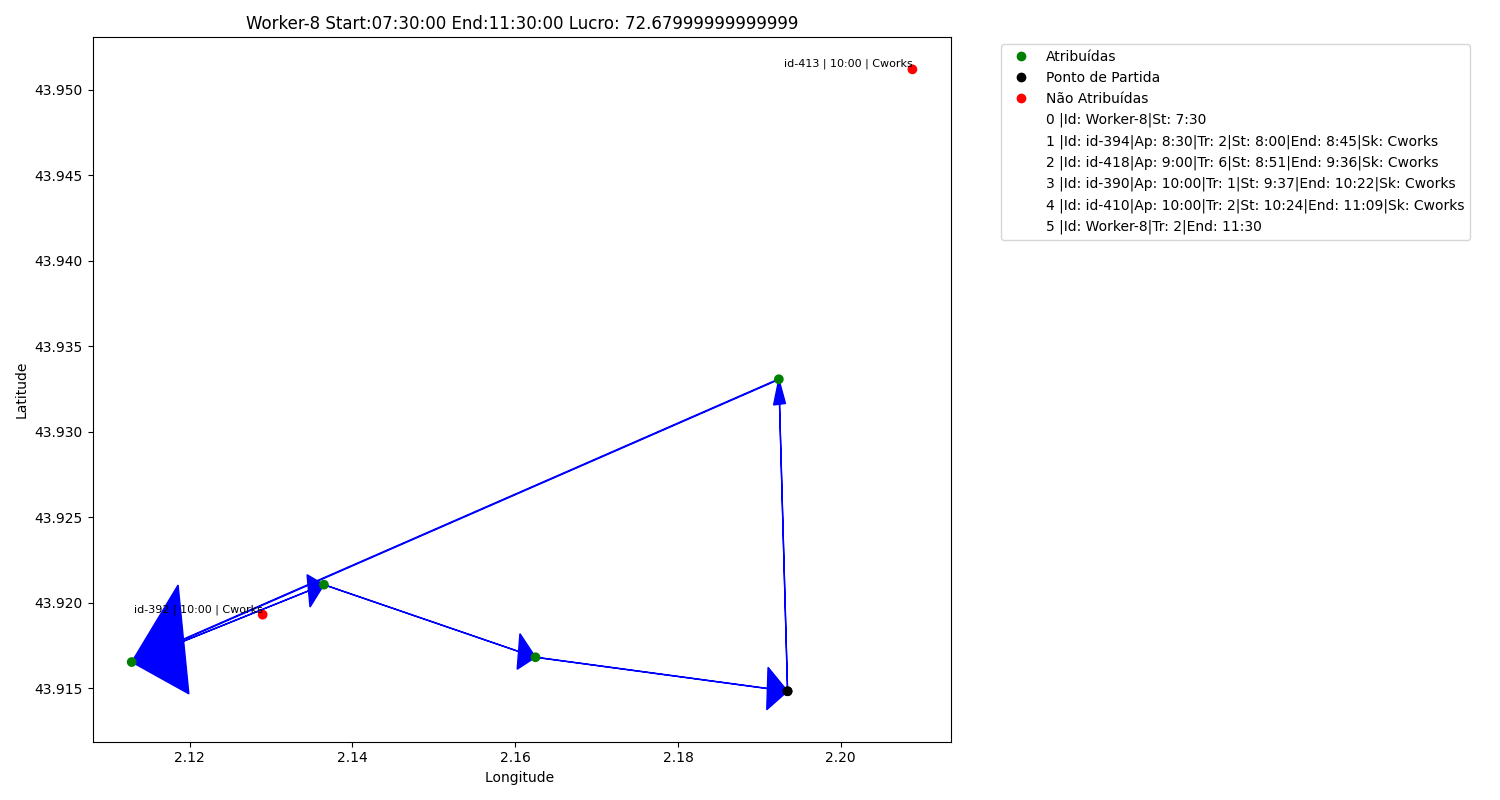 Worker-8 Start:07:30:00 End:11:30:00 Lucro: 72.67999999999999
id-413 | 10:00 | Cworks
43.950
43.945
43.940
43.935
43.930
43.925
43.920
43.915
Latitude
| 10:00 | Cworks
2.12
2.14
2.16
2.18
2.20
Longitude
Atribuídas
Ponto de Partida
Não Atribuídas
0 |Id: Worker-8|St: 7:30
1 |Id: id-394|Ap: 8:30|Tr: 2|St: 8:00|End: 8:45|Sk: Cworks
2 |Id: id-418|Ap: 9:00|Tr: 6|St: 8:51|End: 9:36|Sk: Cworks
3 |Id: id-390|Ap: 10:00|Tr: 1|St: 9:37|End: 10:22|Sk: Cworks
4 |Id: id-410|Ap: 10:00|Tr: 2|St: 10:24|End: 11:09|Sk: Cworks
5 |Id: Worker-8|Tr: 2|End: 11:30